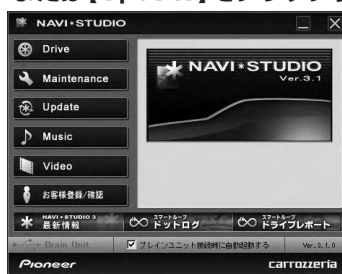 NAVI*STUDIO
Drive
NAVI*STUDIO
Ver.3.1
Maintenance
Update
Music
Video
お客様登録/確認
NAVI*STUDIO 3
最新情報
スマートループ
ドットログ
スマートループ
ドライブレポート
Brain Unit
ブレインユニット接続時に自動起動する
Ver.3.1.0
Pioneer
carrozzeria